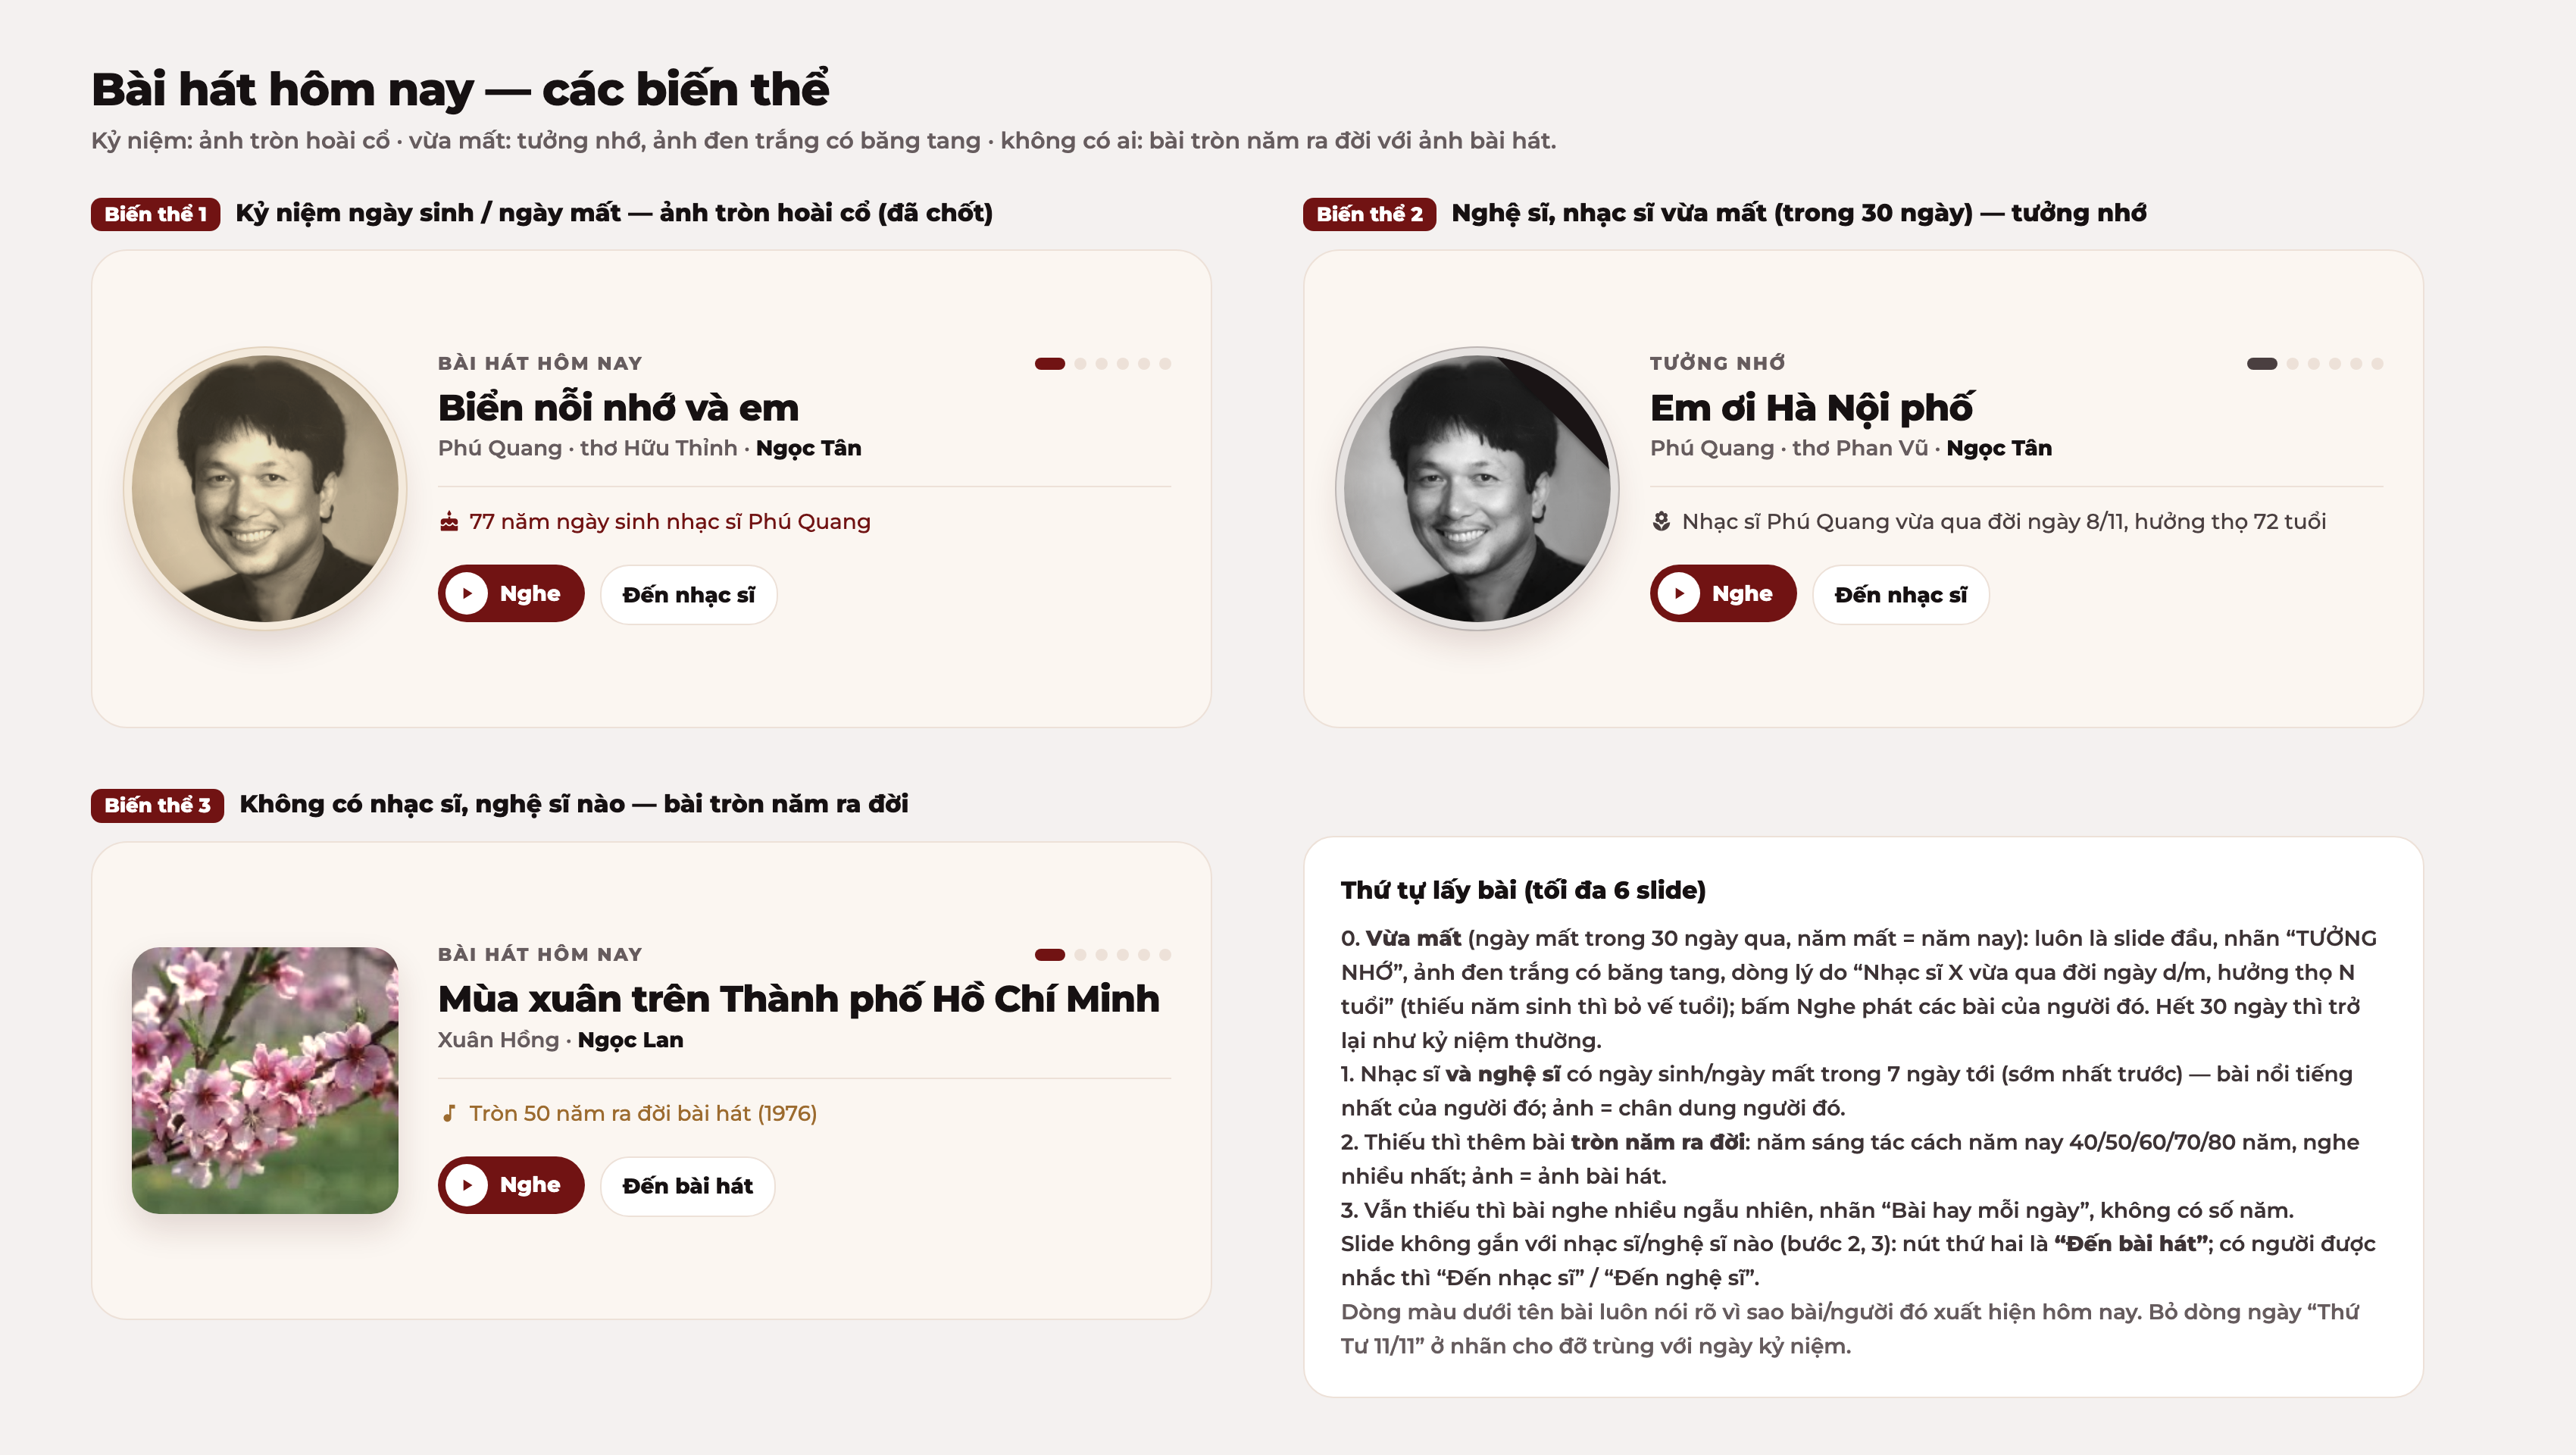 Bài hát hôm nay — các biến thể
Kỷ niệm: ảnh tròn hoài cổ · vừa mất: tưởng nhớ, ảnh đen trắng có băng tang · không có ai: bài tròn năm ra đời với ảnh bài hát.
Biến thể 1 Kỷ niệm ngày sinh / ngày mất — ảnh tròn hoài cổ (đã chốt)
BÀI HÁT HÔM NAY
Biển nỗi nhớ và em
Phú Quang · thơ Hữu Thỉnh · Ngọc Tân
77 năm ngày sinh nhạc sĩ Phú Quang
Nghe Đến nhạc sĩ
Biến thể 2 Nghệ sĩ, nhạc sĩ vừa mất (trong 30 ngày) — tưởng nhớ
TƯỞNG NHỚ
Em ơi Hà Nội phố
Phú Quang · thơ Phan Vũ · Ngọc Tân
Nhạc sĩ Phú Quang vừa qua đời ngày 8/11, hưởng thọ 72 tuổi
Nghe Đến nhạc sĩ
Biến thể 3 Không có nhạc sĩ, nghệ sĩ nào — bài tròn năm ra đời
BÀI HÁT HÔM NAY
Mùa xuân trên Thành phố Hồ Chí Minh
Xuân Hồng · Ngọc Lan
Tròn 50 năm ra đời bài hát (1976)
Nghe Đến bài hát
Thứ tự lấy bài (tối đa 6 slide)
0. Vừa mất (ngày mất trong 30 ngày qua, năm mất = năm nay): luôn là slide đầu, nhãn “TƯỞNG
NHỚ”, ảnh đen trắng có băng tang, dòng lý do “Nhạc sĩ X vừa qua đời ngày d/m, hưởng thọ N
tuổi” (thiếu năm sinh thì bỏ vế tuổi); bấm Nghe phát các bài của người đó. Hết 30 ngày thì trở
lại như kỷ niệm thường.
1. Nhạc sĩ và nghệ sĩ có ngày sinh/ngày mất trong 7 ngày tới (sớm nhất trước) — bài nổi tiếng
nhất của người đó; ảnh = chân dung người đó.
2. Thiếu thì thêm bài tròn năm ra đời: năm sáng tác cách năm nay 40/50/60/70/80 năm, nghe
nhiều nhất; ảnh = ảnh bài hát.
3. Vẫn thiếu thì bài nghe nhiều ngẫu nhiên, nhãn “Bài hay mỗi ngày”, không có số năm.
Slide không gắn với nhạc sĩ/nghệ sĩ nào (bước 2, 3): nút thứ hai là “Đến bài hát”; có người được
nhắc thì “Đến nhạc sĩ” / “Đến nghệ sĩ”.
Dòng màu dưới tên bài luôn nói rõ vì sao bài/người đó xuất hiện hôm nay. Bỏ dòng ngày “Thứ
Tư 11/11” ở nhãn cho đỡ trùng với ngày kỷ niệm.